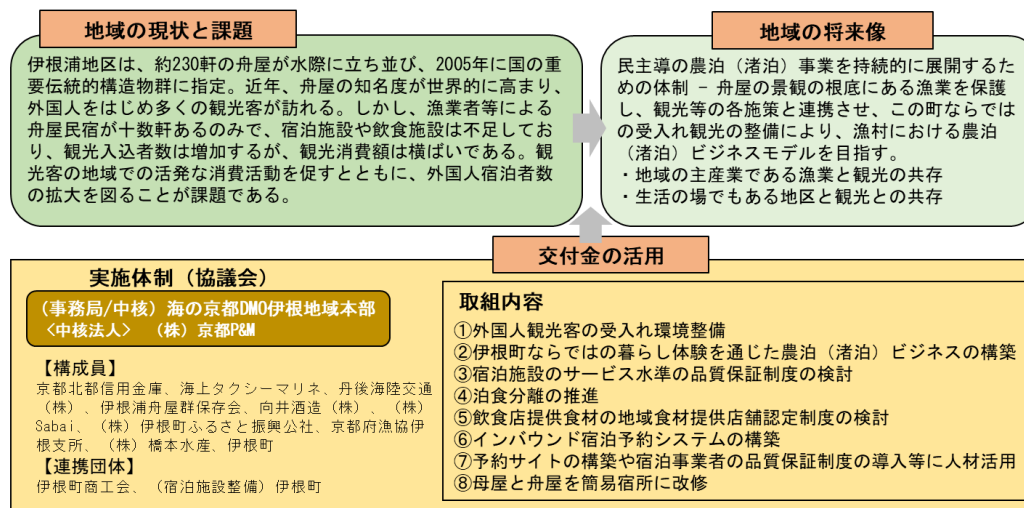 地域の現状と課題
伊根浦地区は、約230軒の舟屋が水際に立ち並び、2005年に国の重
要伝統的構造物群に指定。近年、舟屋の知名度が世界的に高まり、
外国人をはじめ多くの観光客が訪れる。しかし、漁業者等による
舟屋民宿が十数軒あるのみで、宿泊施設や飲食施設は不足してお
り、観光入込者数は増加するが、観光消費額は横ばいである。観
光客の地域での活発な消費活動を促すとともに、外国人宿泊者数
の拡大を図ることが課題である。
地域の将来像
民主導の農泊（渚泊）事業を持続的に展開するた
めの体制 － 舟屋の景観の根底にある漁業を保護
し、観光等の各施策と連携させ、この町ならでは
の受入れ観光の整備により、漁村における農泊
（渚泊）ビジネスモデルを目指す。
・地域の主産業である漁業と観光の共存
・生活の場でもある地区と観光との共存
交付金の活用
実施体制（協議会）
（事務局/中核）海の京都DMO伊根地域本部
〈中核法人〉　（株）京都P&M
【構成員】
京都北都信用金庫、海上タクシーマリネ、丹後海陸交通
（株）、伊根浦舟屋群保存会、向井酒造（株）、（株）
Sabai、（株）伊根町ふるさと振興公社、京都府漁協伊
根支所、（株）橋本水産、伊根町
【連携団体】
伊根町商工会、（宿泊施設整備）伊根町
取組内容
①外国人観光客の受入れ環境整備
②伊根町ならではの暮らし体験を通じた農泊（渚泊）ビジネスの構築
③宿泊施設のサービス水準の品質保証制度の検討
④泊食分離の推進
⑤飲食店提供食材の地域食材提供店舗認定制度の検討
⑥インバウンド宿泊予約システムの構築
⑦予約サイトの構築や宿泊事業者の品質保証制度の導入等に人材活用
⑧母屋と舟屋を簡易宿所に改修